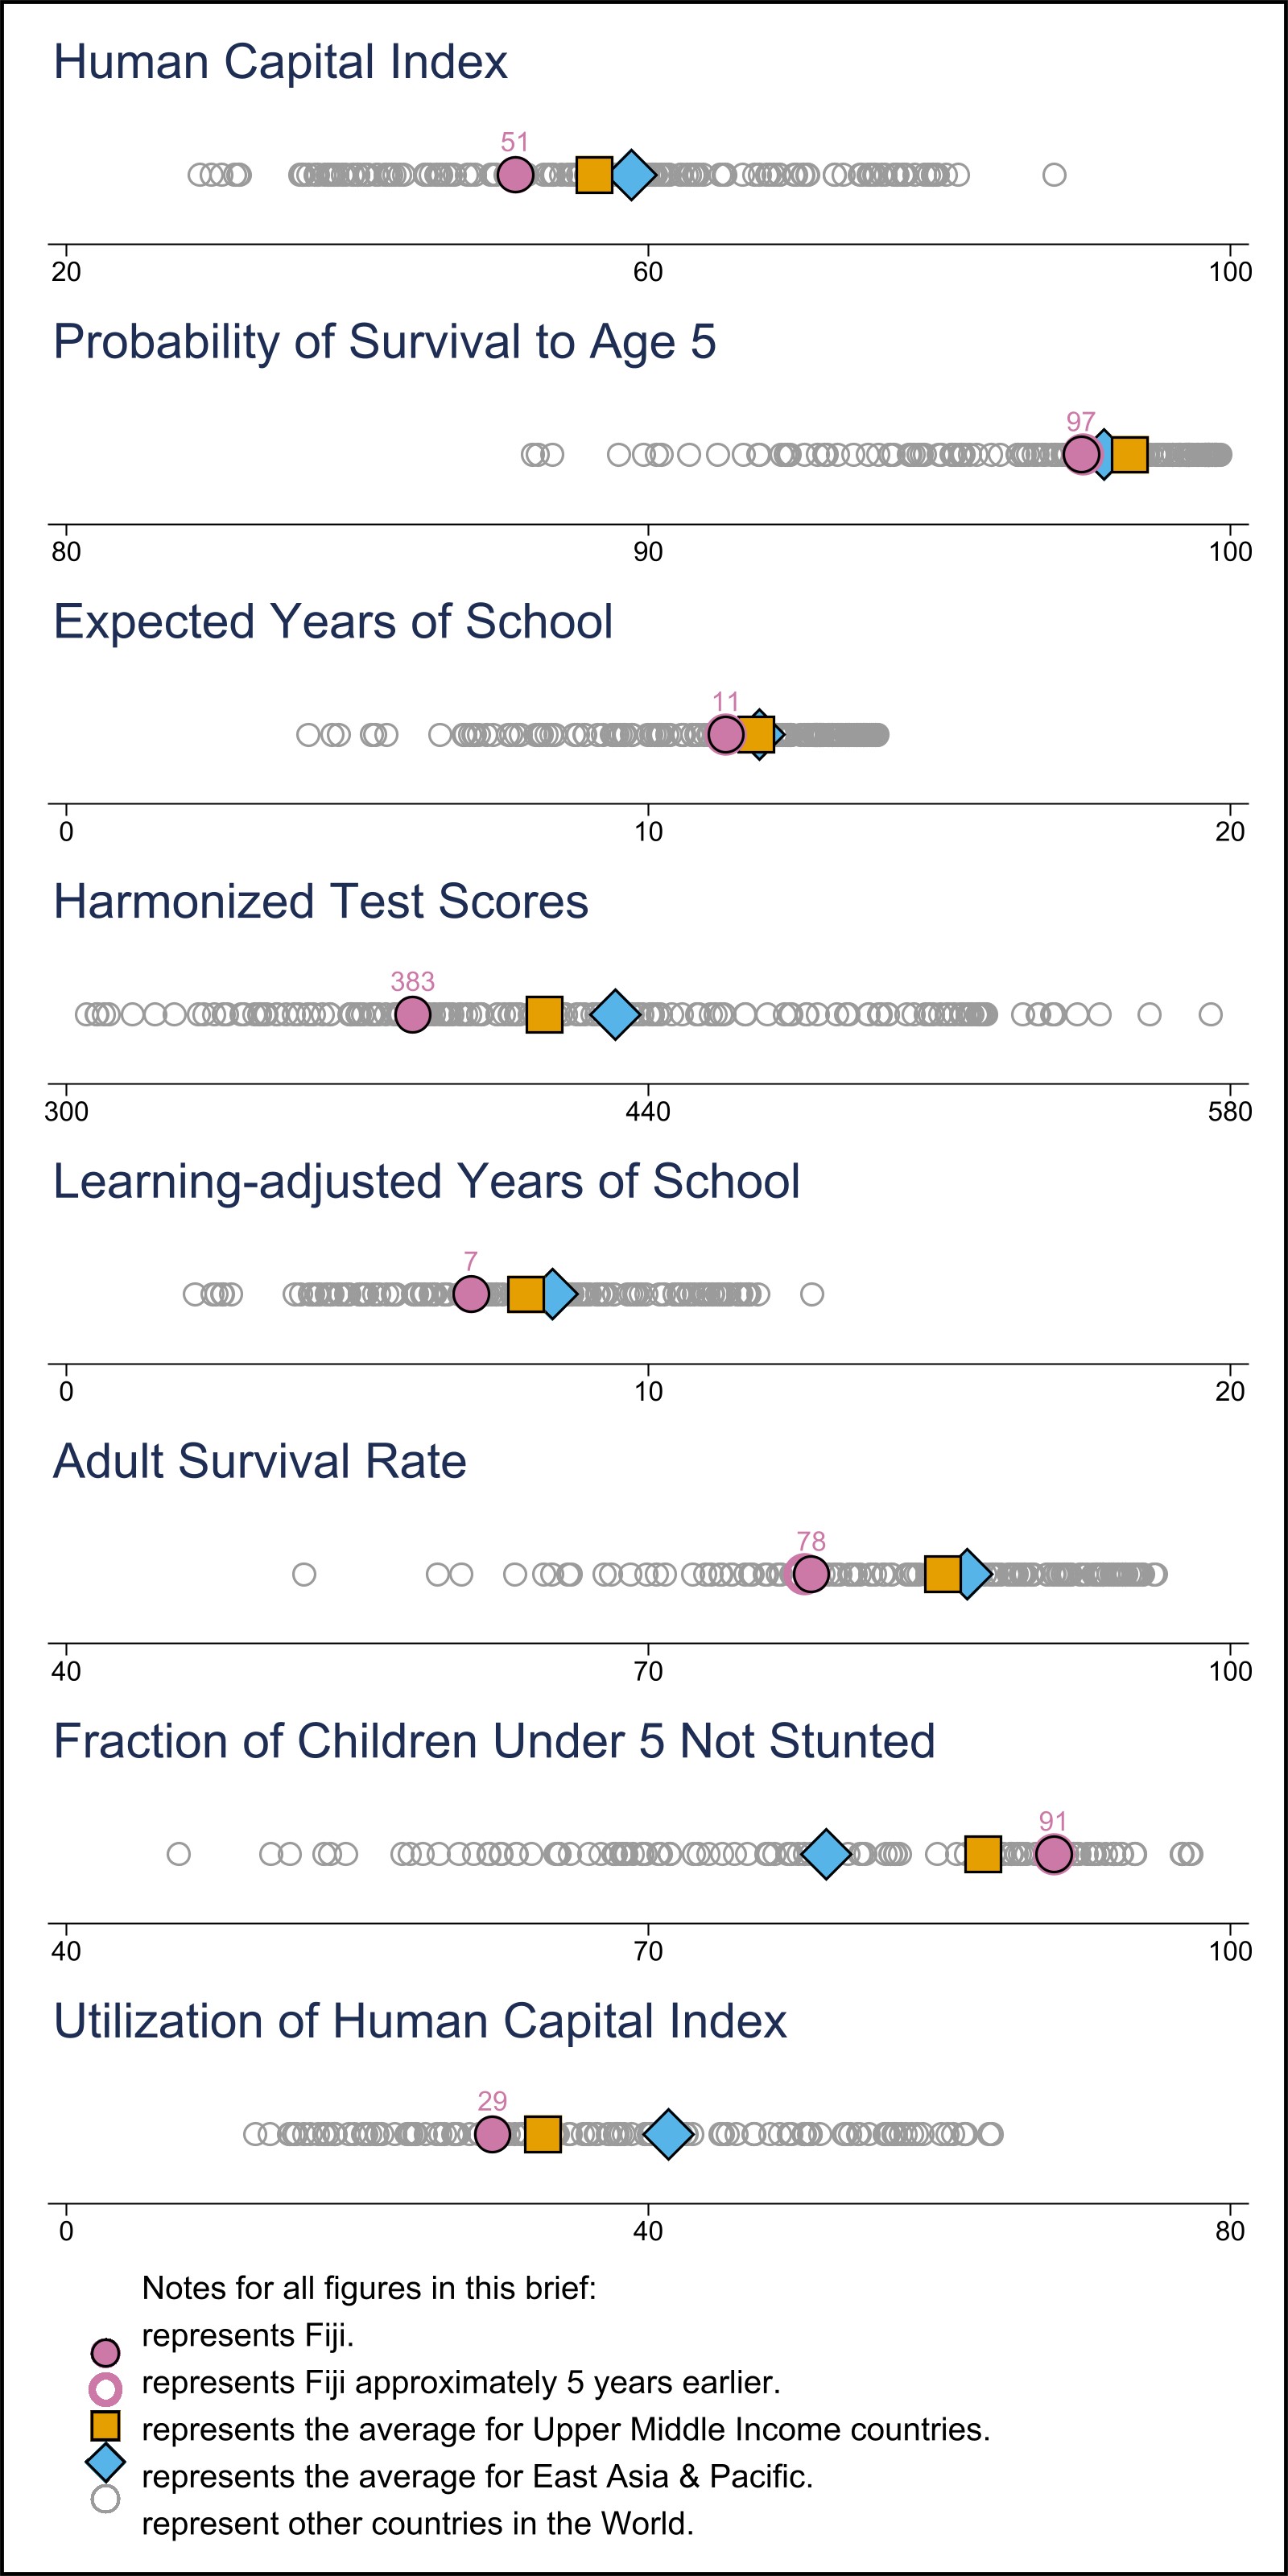 Human Capital Index
51
20 60 100
Probability of Survival to Age 5
97
80 90 100
Expected Years of School
11
0 10 20
Harmonized Test Scores
383
300 440 580
Learning-adjusted Years of School
7
0 10 20
Adult Survival Rate
78
40 70 100
Fraction of Children Under 5 Not Stunted
91
40 70 100
Utilization of Human Capital Index
29
0 40 80
Notes for all figures in this brief:
represents Fiji.
represents Fiji approximately 5 years earlier.
represents the average for Upper Middle Income countries.
represents the average for East Asia & Pacific.
represent other countries in the World.